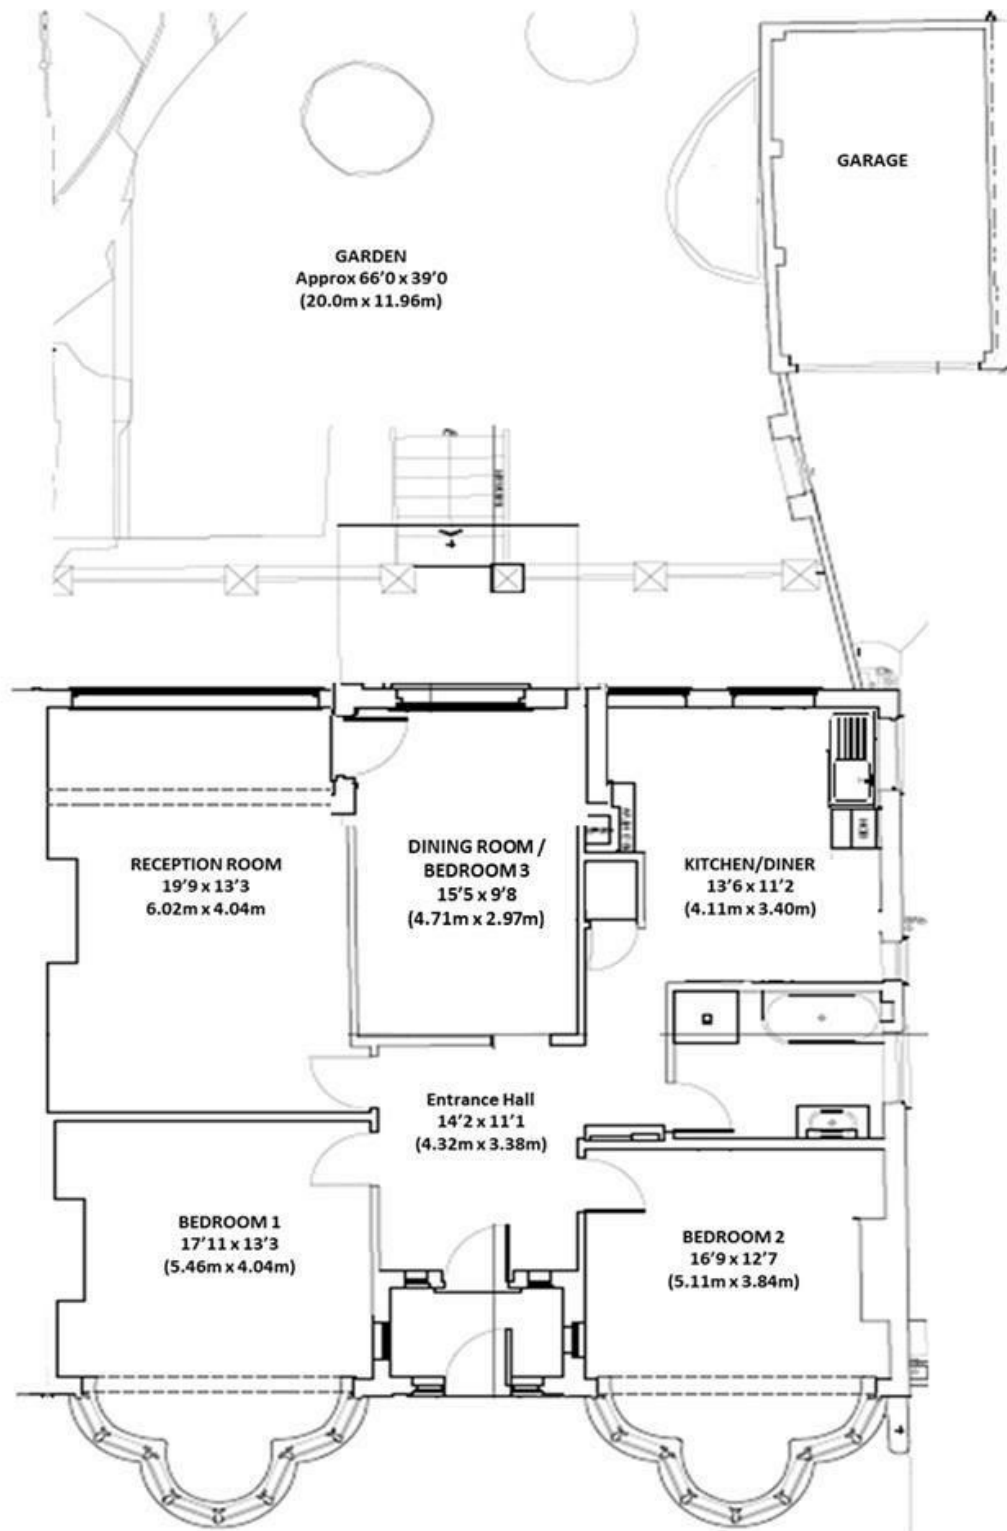 GARAGE
GARDEN
Approx 66’0 x 39’0
(20.0m x 11.96m)
RECEPTION ROOM
19’9 x 13’3
6.02m x 4.04m
DINING ROOM /
BEDROOM 3
15’5 x 9’8
(4.71m x 2.97m)
KITCHEN/DINER
13’6 x 11’2
(4.11m x 3.40m)
Entrance Hall
14’2 x 11’1
(4.32m x 3.38m)
BEDROOM 1
17’11 x 13’3
(5.46m x 4.04m)
BEDROOM 2
16’9 x 12’7
(5.11m x 3.84m)